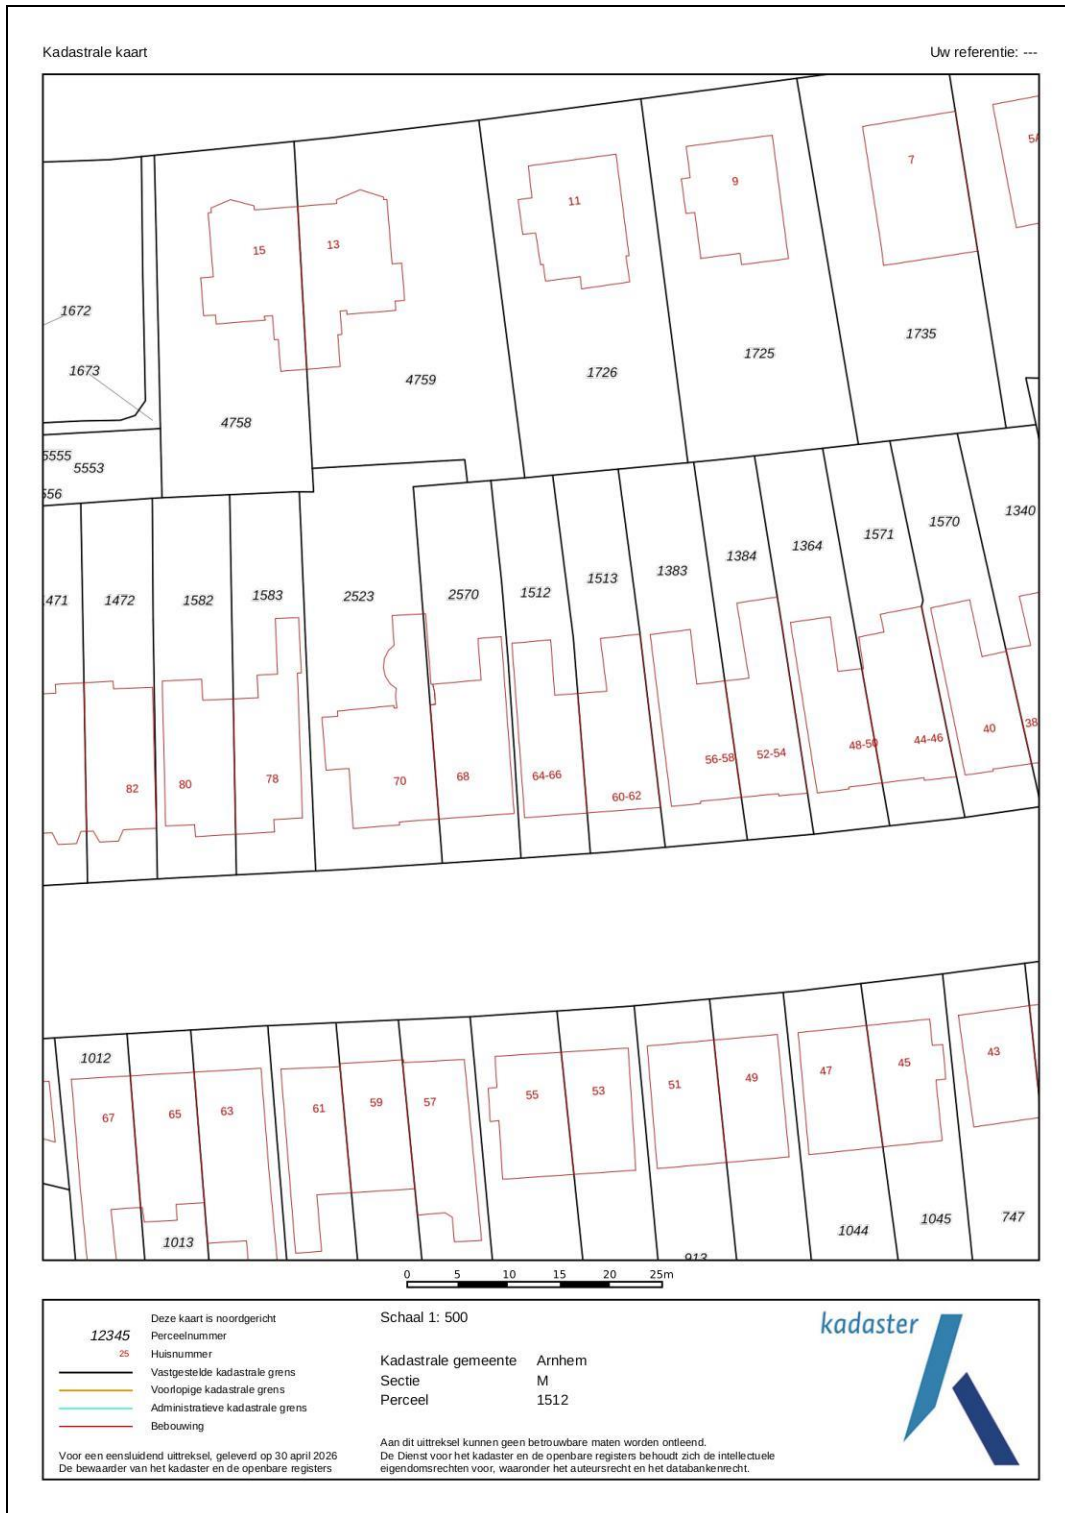 Kadastrale kaart
Uw referentie: ---
5A
7
9
11
13
15
1672
1673
4758
4759
1726
1725
1735
5555
5553
556
471
1472
1582
1583
2523
2570
1512
1513
1383
1384
1364
1571
1570
1340
82
80
78
70
68
64-66
60-62
56-58
52-54
48-50
44-46
40
38
1012
67
65
63
61
59
57
55
53
51
49
47
45
43
1013
913
1044
1045
747
0 5 10 15 20 25m
Deze kaart is noordgericht
12345 Perceelnummer
25 Huisnummer
Vastgestelde kadastrale grens
Voorlopige kadastrale grens
Administratieve kadastrale grens
Bebouwing
Voor een eensluidend uittreksel, geleverd op 30 april 2026
De bewaarder van het kadaster en de openbare registers
Schaal 1: 500
Kadastrale gemeente Arnhem
Sectie M
Perceel 1512
Aan dit uittreksel kunnen geen betrouwbare maten worden ontleend.
De Dienst voor het kadaster en de openbare registers behoudt zich de intellectuele
eigendomsrechten voor, waaronder het auteursrecht en het databankenrecht.
kadaster